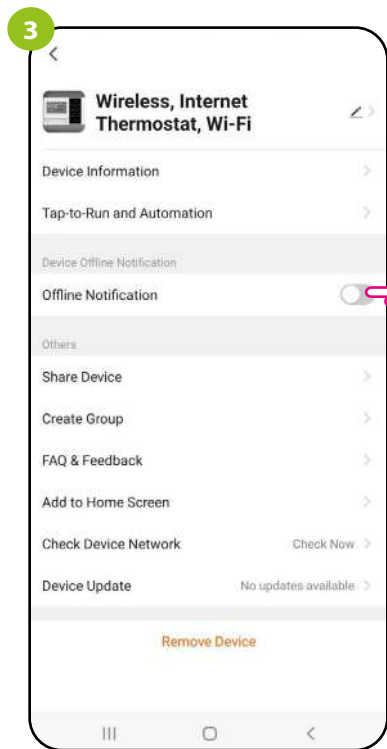 3
Wireless, Internet
Thermostat, Wi-Fi
Device Information
Tap-to-Run and Automation
Device Offline Notification
Offline Notification
Others
Share Device
Create Group
FAQ & Feedback
Add to Home Screen
Check Device Network Check Now
Device Update No updates available
Remove Device